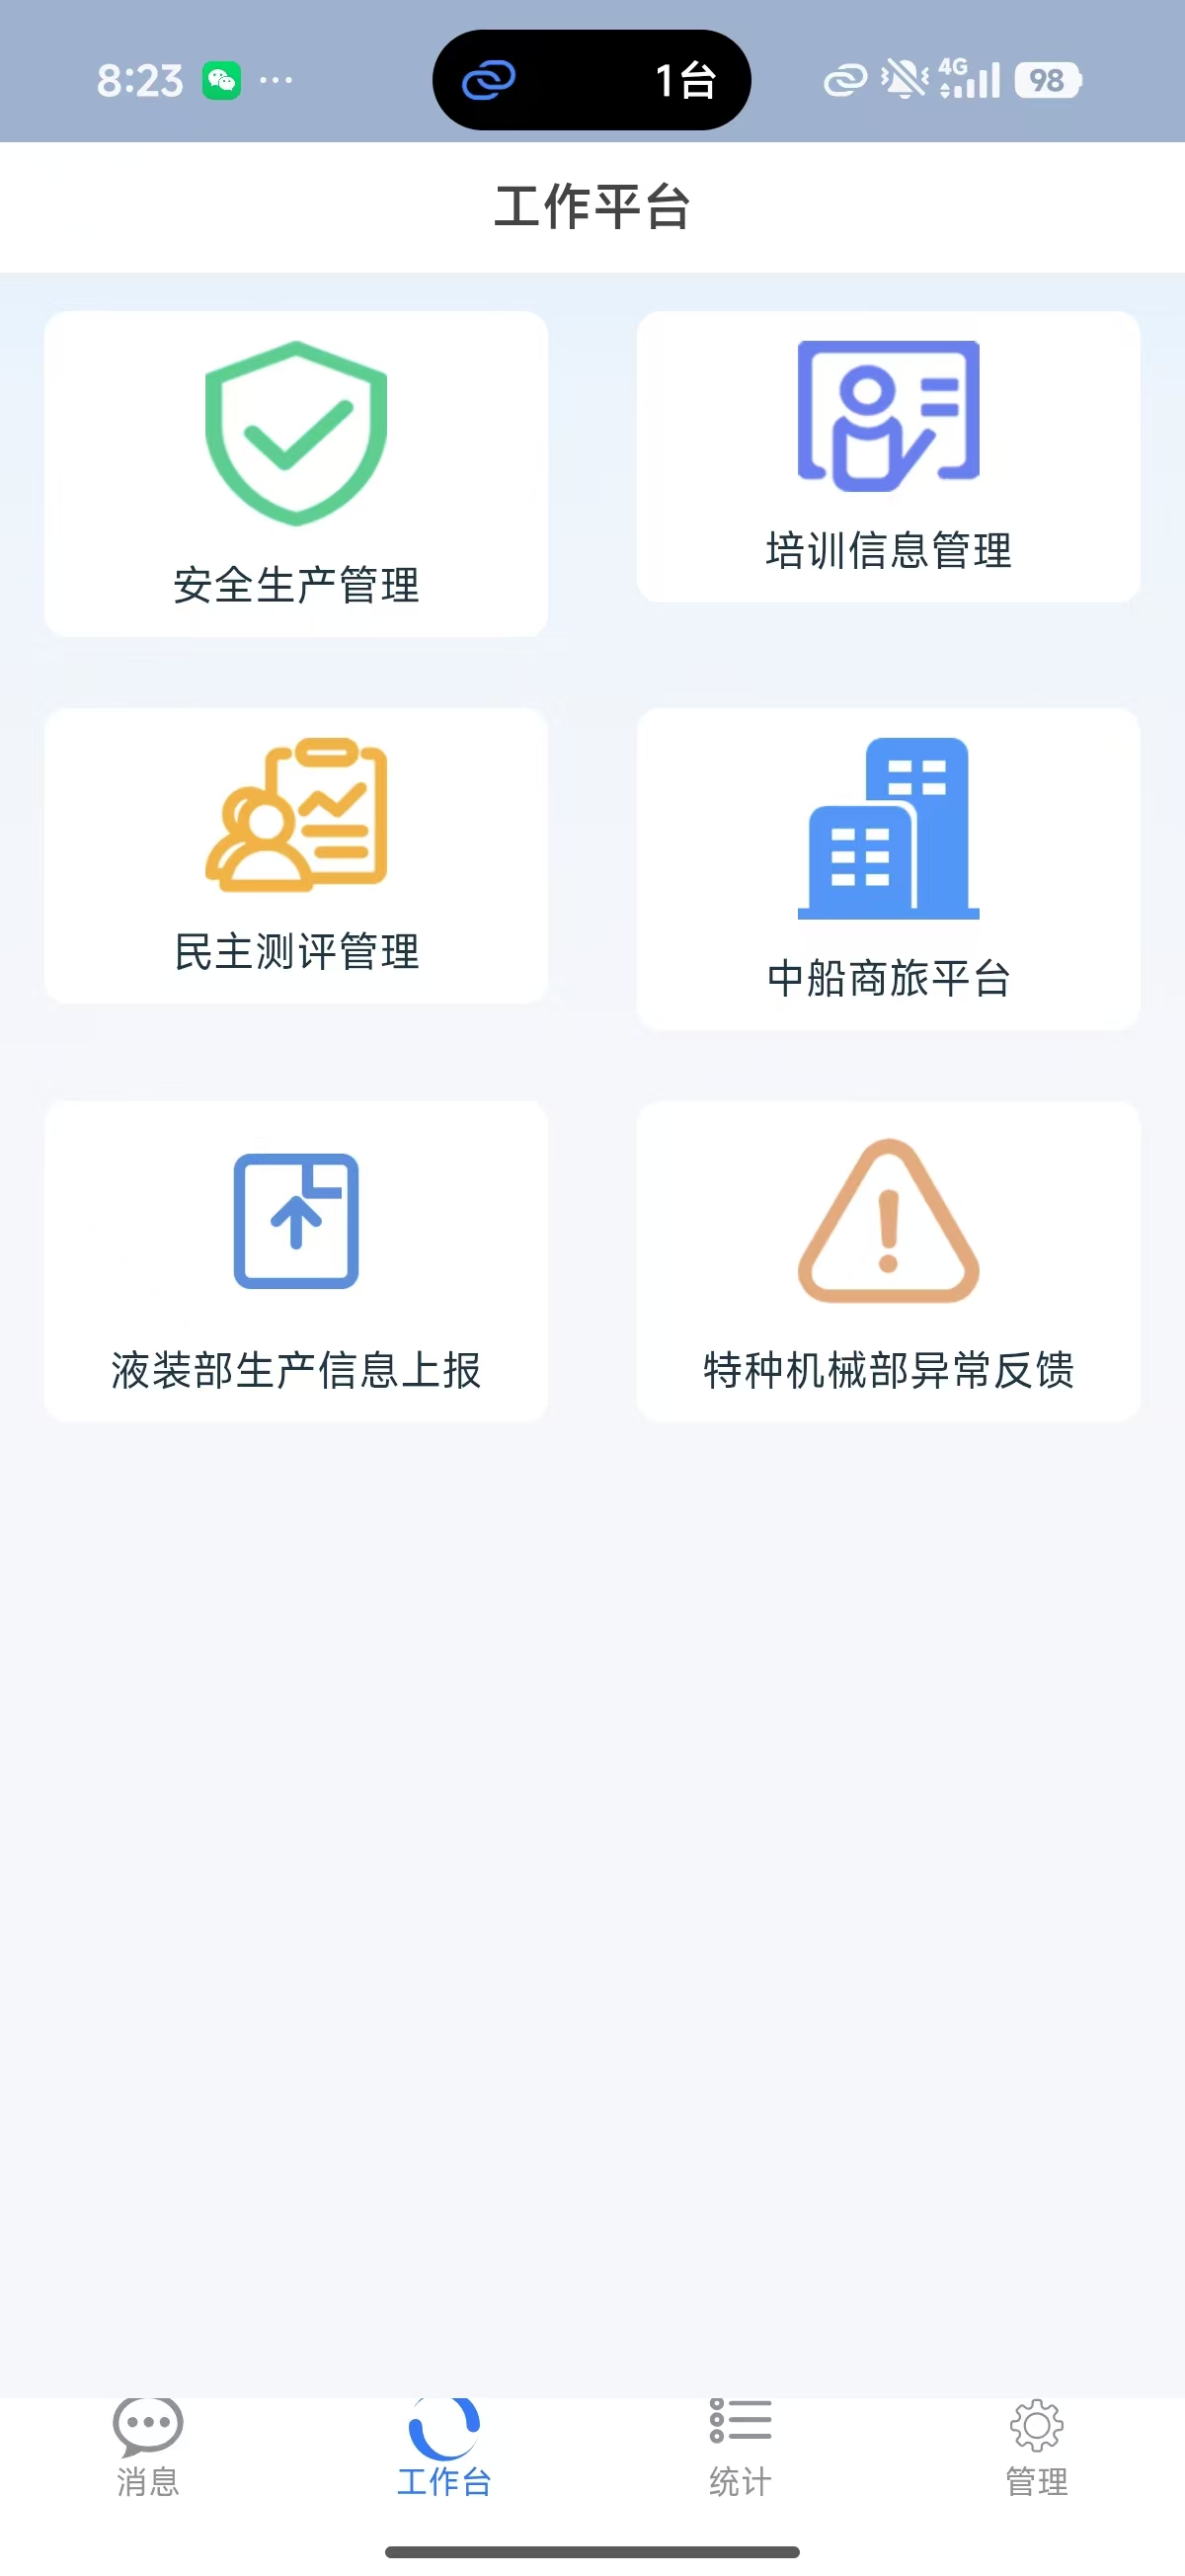 8:23
1台
4G
98
工作平台
安全生产管理
培训信息管理
民主测评管理
中船商旅平台
液装部生产信息上报
特种机械部异常反馈
消息
工作台
统计
管理